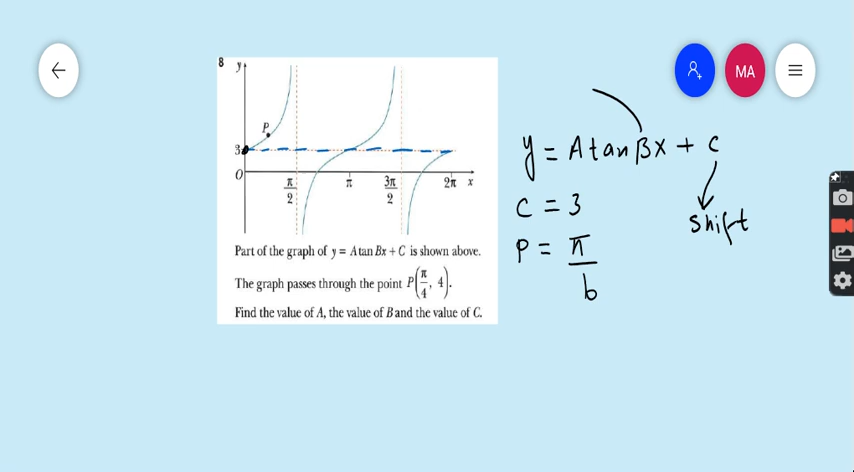 MA
8 y
P
3
O
π/2 π 3π/2 2π x
Part of the graph of y = A tan Bx + C is shown above.
The graph passes through the point P(π/4, 4).
Find the value of A, the value of B and the value of C.
y = A tan Bx + C
C = 3
shift
P = π/b